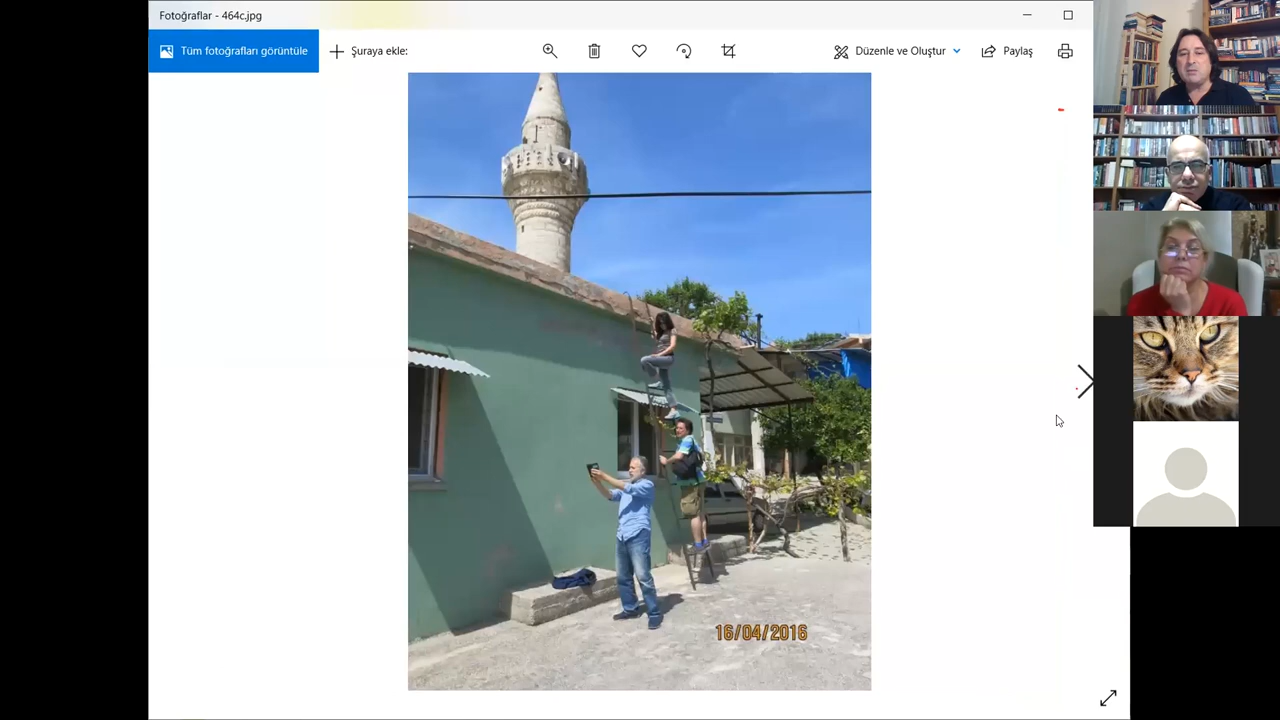 Fotoğraflar - 464c.jpg
Tüm fotoğrafları görüntüle
Şuraya ekle:
Düzenle ve Oluştur
Paylaş
16/04/2016